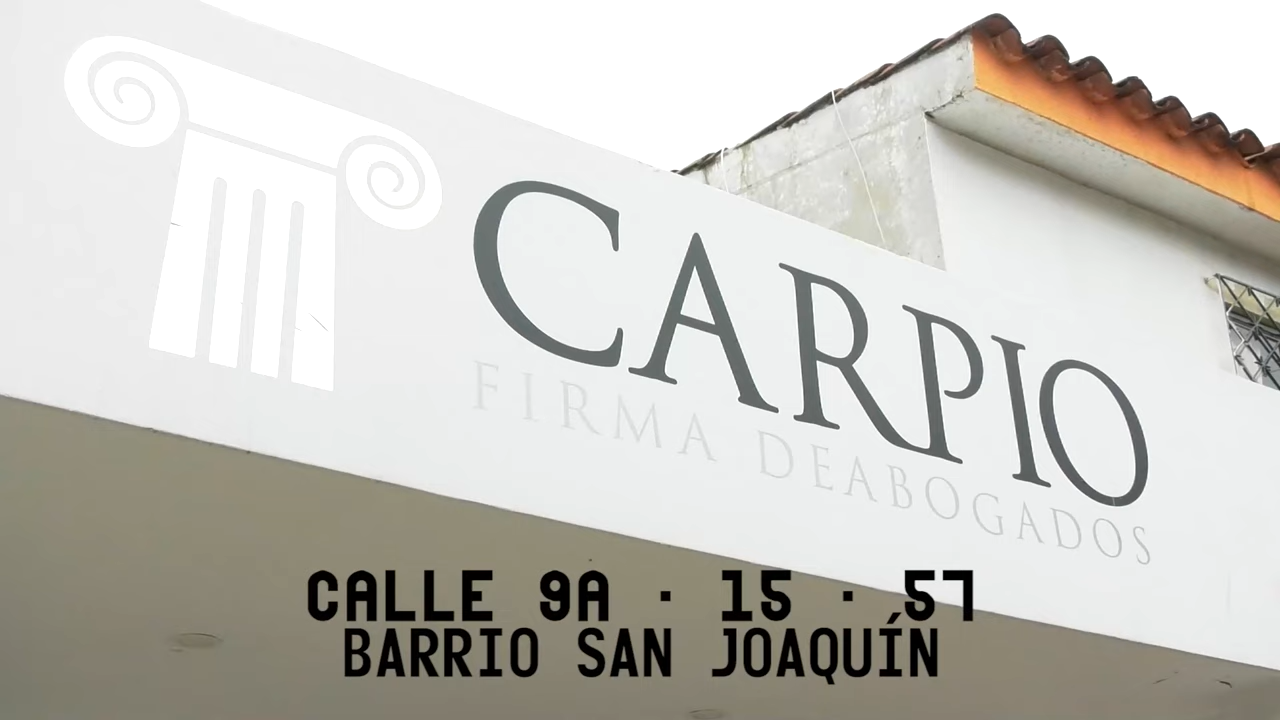 CARPIO
FIRMA DEABOGADOS
CALLE 9A · 15 · 57
BARRIO SAN JOAQUÍN